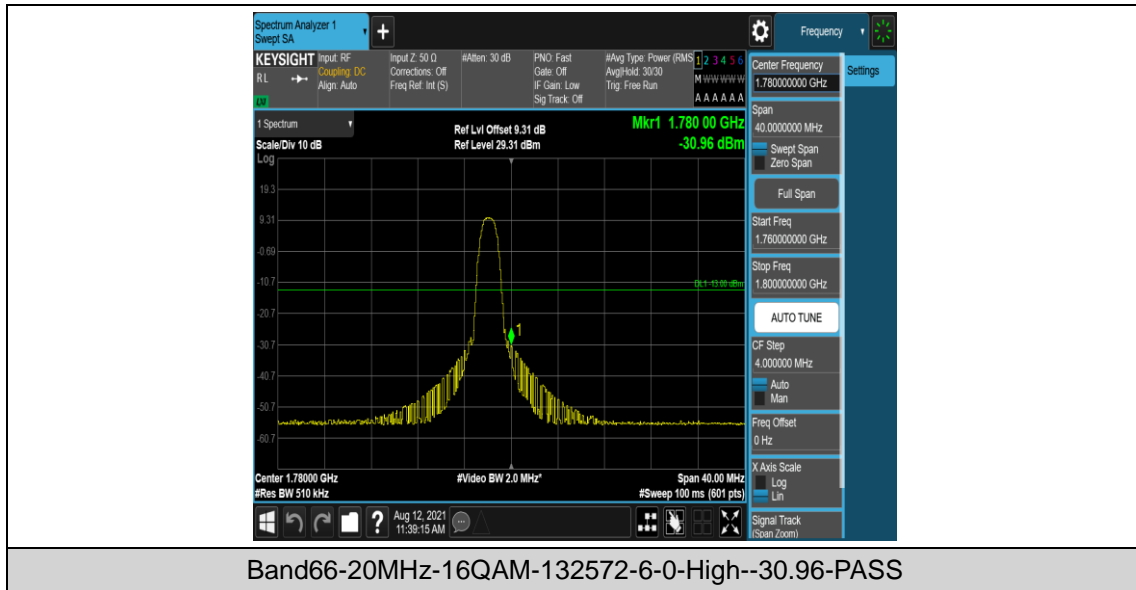 Spectrum Analyzer 1
Swept SA
+
Frequency
KEYSIGHT
RL
LXI
Input: RF
Coupling: DC
Align: Auto
Input Z: 50 Ω
Corrections: Off
Freq Ref: Int (S)
#Atten: 30 dB
PNO: Fast
Gate: Off
IF Gain: Low
Sig Track: Off
#Avg Type: Power (RMS
Avg|Hold: 30/30
Trig: Free Run
1 2 3 4 5 6
M W W W W W
A A A A A A
1 Spectrum
Scale/Div 10 dB
Ref Lvl Offset 9.31 dB
Ref Level 29.31 dBm
Mkr1 1.780 00 GHz
-30.96 dBm
Log
19.3
9.31
-0.69
-10.7
DL1 -13.00 dBm
-20.7
1
-30.7
-40.7
-50.7
-60.7
Center 1.78000 GHz
#Res BW 510 kHz
#Video BW 2.0 MHz*
Span 40.00 MHz
#Sweep 100 ms (601 pts)
?
Aug 12, 2021
11:39:15 AM
Center Frequency
1.780000000 GHz
Settings
Span
40.0000000 MHz
Swept Span
Zero Span
Full Span
Start Freq
1.760000000 GHz
Stop Freq
1.800000000 GHz
AUTO TUNE
CF Step
4.000000 MHz
Auto
Man
Freq Offset
0 Hz
X Axis Scale
Log
Lin
Signal Track
(Span Zoom)
Band66-20MHz-16QAM-132572-6-0-High--30.96-PASS